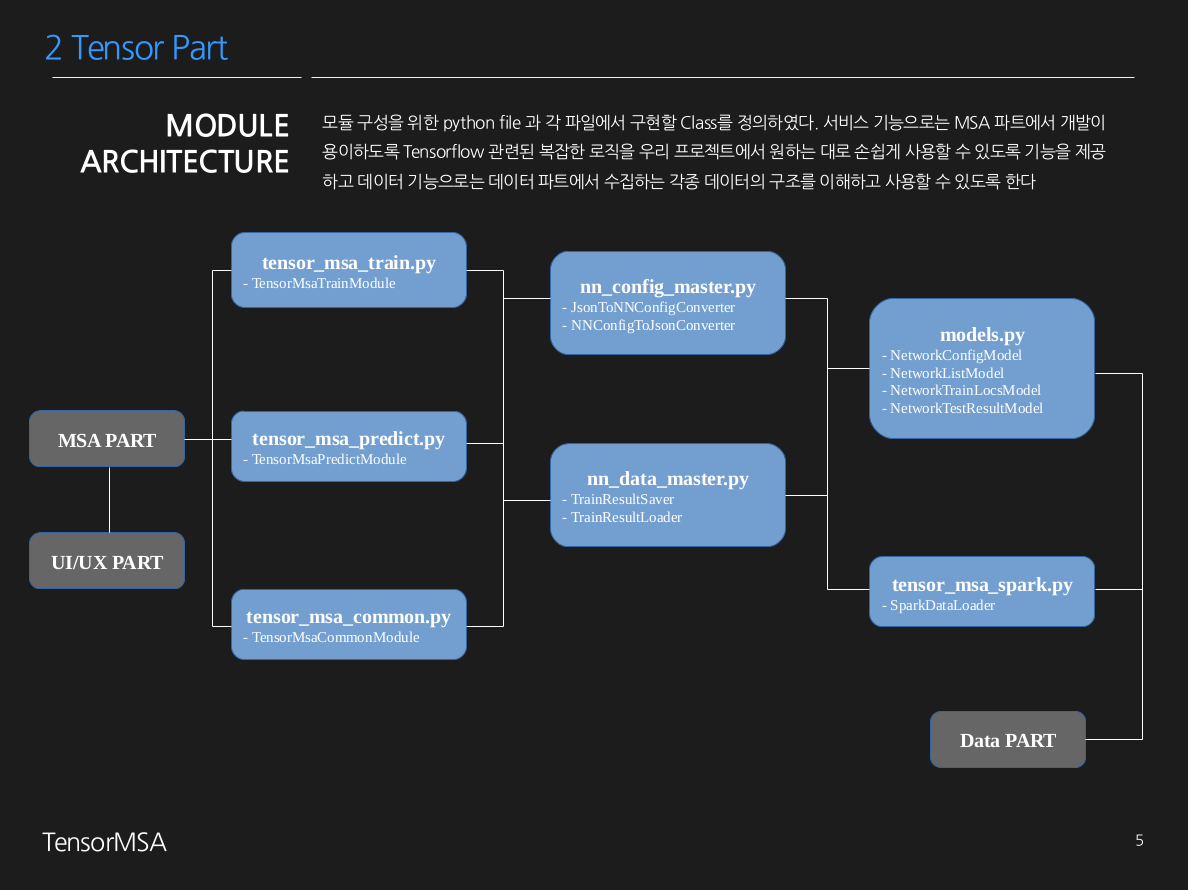 2 Tensor Part
MODULE
ARCHITECTURE
모듈 구성을 위한 python file 과 각 파일에서 구현할 Class를 정의하였다. 서비스 기능으로는 MSA 파트에서 개발이
용이하도록 Tensorflow 관련된 복잡한 로직을 우리 프로젝트에서 원하는 대로 손쉽게 사용할 수 있도록 기능을 제공
하고 데이터 기능으로는 데이터 파트에서 수집하는 각종 데이터의 구조를 이해하고 사용할 수 있도록 한다
MSA PART
UI/UX PART
tensor_msa_train.py
- TensorMsaTrainModule
tensor_msa_predict.py
- TensorMsaPredictModule
tensor_msa_common.py
- TensorMsaCommonModule
nn_config_master.py
- JsonToNNConfigConverter
- NNConfigToJsonConverter
nn_data_master.py
- TrainResultSaver
- TrainResultLoader
models.py
- NetworkConfigModel
- NetworkListModel
- NetworkTrainLocsModel
- NetworkTestResultModel
tensor_msa_spark.py
- SparkDataLoader
Data PART
TensorMSA
5